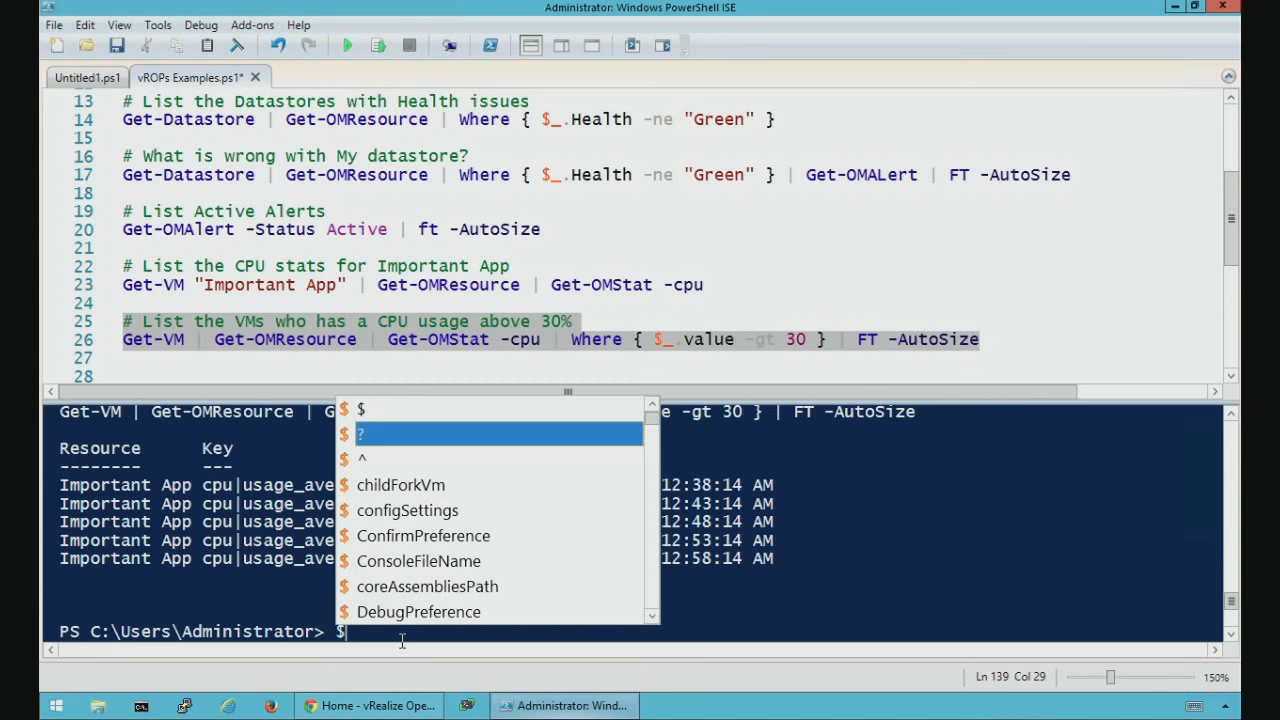 Administrator: Windows PowerShell ISE
File Edit View Tools Debug Add-ons Help
Untitled1.ps1 vROPs Examples.ps1*
13 # List the Datastores with Health issues
14 Get-Datastore | Get-OMResource | Where { $_.Health -ne "Green" }
15
16 # What is wrong with My datastore?
17 Get-Datastore | Get-OMResource | Where { $_.Health -ne "Green" } | Get-OMALert | FT -AutoSize
18
19 # List Active Alerts
20 Get-OMAlert -Status Active | ft -AutoSize
21
22 # List the CPU stats for Important App
23 Get-VM "Important App" | Get-OMResource | Get-OMStat -cpu
24
25 # List the VMs who has a CPU usage above 30%
26 Get-VM | Get-OMResource | Get-OMStat -cpu | Where { $_.value -gt 30 } | FT -AutoSize
27
28
Get-VM | Get-OMResource | G e -gt 30 } | FT -AutoSize
Resource Key
-------- ---
Important App cpu|usage_ave 12:38:14 AM
Important App cpu|usage_ave 12:43:14 AM
Important App cpu|usage_ave 12:48:14 AM
Important App cpu|usage_ave 12:53:14 AM
Important App cpu|usage_ave 12:58:14 AM
$ $
$ ?
$ ^
$ childForkVm
$ configSettings
$ ConfirmPreference
$ ConsoleFileName
$ coreAssembliesPath
$ DebugPreference
PS C:\Users\Administrator> $
Ln 139 Col 29 150%
Home - vRealize Ope... Administrator: Wind...